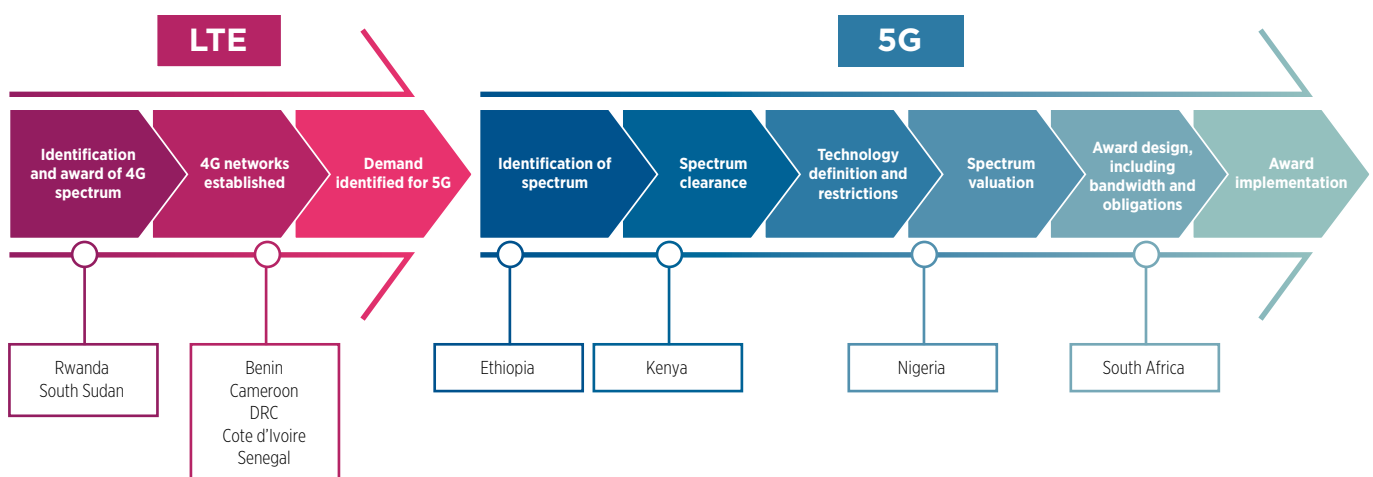 LTE
5G
Identification
and award of 4G
spectrum
4G networks
established
Demand
identified for 5G
Identification of
spectrum
Spectrum
clearance
Technology
definition and
restrictions
Spectrum
valuation
Award design,
including
bandwidth and
obligations
Award
implementation
Rwanda
South Sudan
Benin
Cameroon
DRC
Cote d'Ivoire
Senegal
Ethiopia
Kenya
Nigeria
South Africa